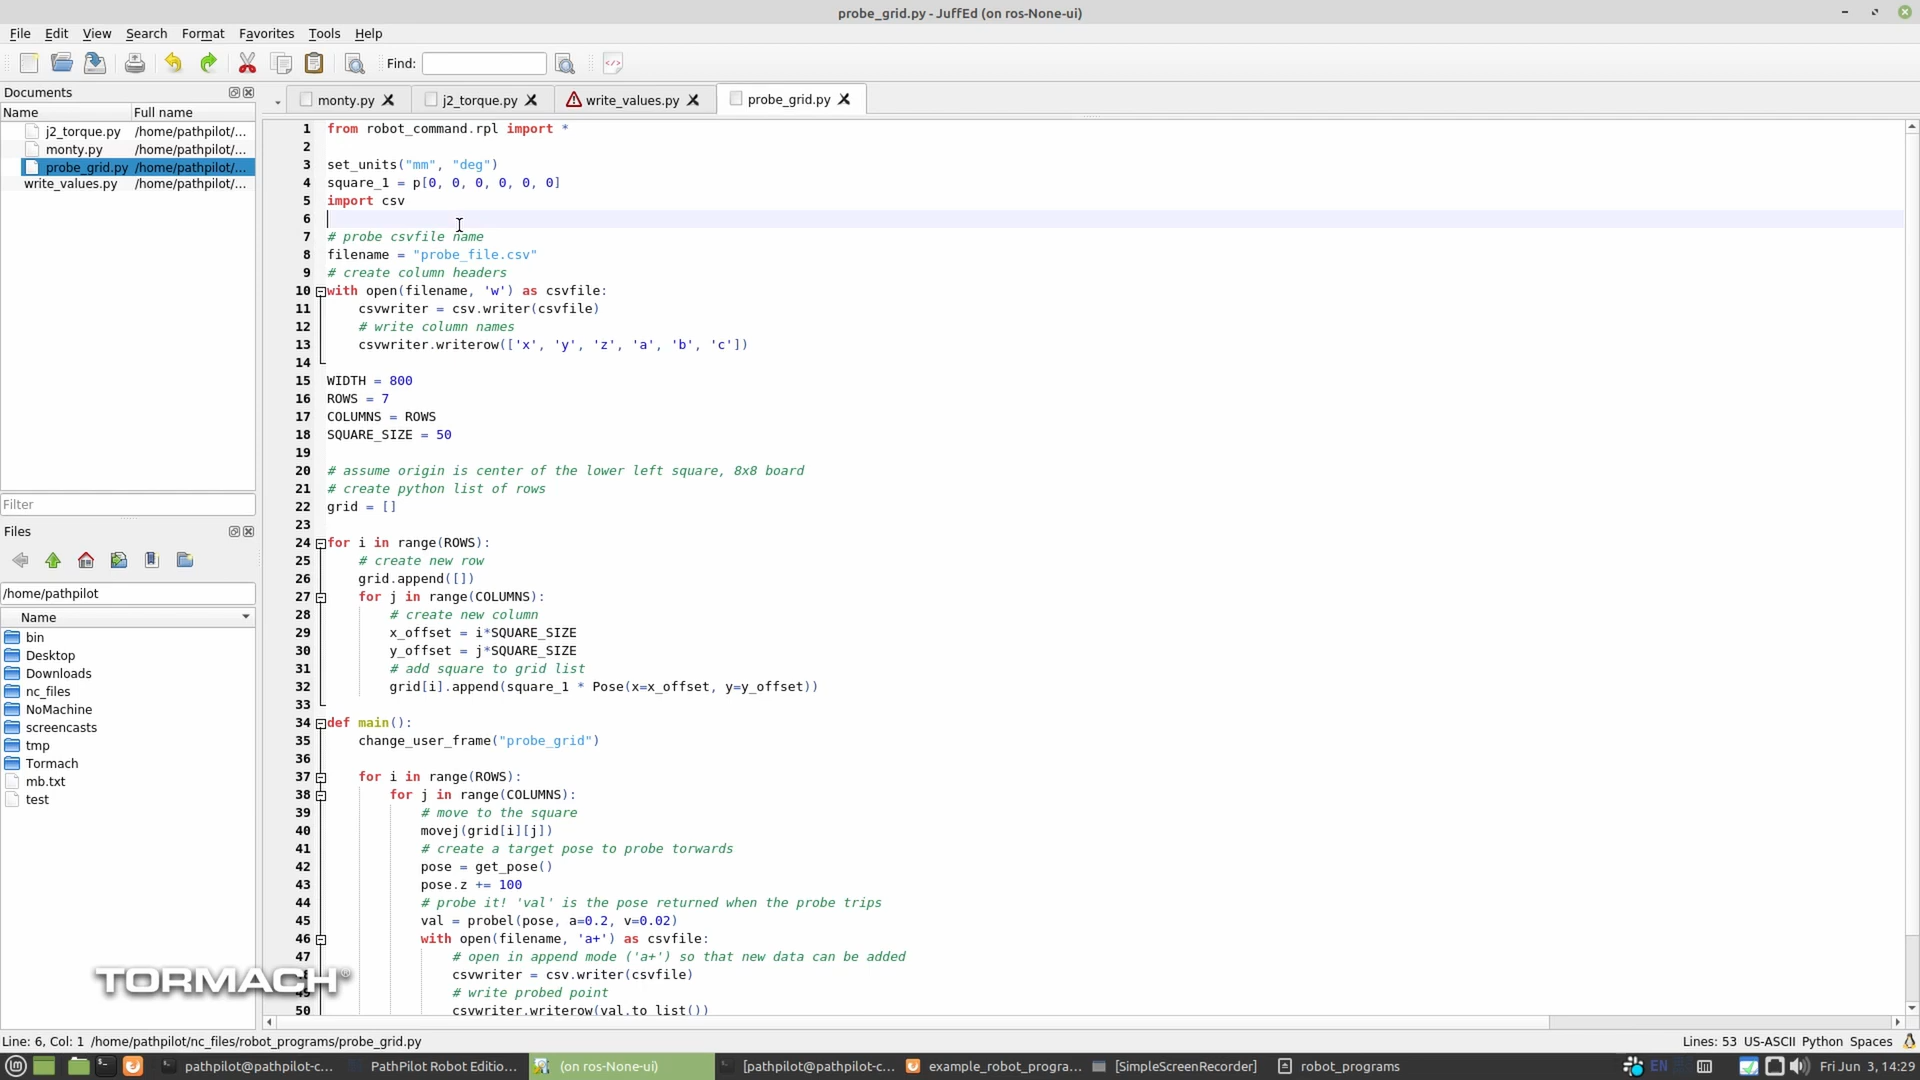 probe_grid.py - JuffEd (on ros-None-ui)
File Edit View Search Format Favorites Tools Help
Find:
Documents
Name Full name
j2_torque.py /home/pathpilot/...
monty.py /home/pathpilot/...
probe_grid.py /home/pathpilot/...
write_values.py /home/pathpilot/...
Filter
Files
/home/pathpilot
Name
bin
Desktop
Downloads
nc_files
NoMachine
screencasts
tmp
Tormach
mb.txt
test
monty.py j2_torque.py write_values.py probe_grid.py
1 from robot_command.rpl import *
2
3 set_units("mm", "deg")
4 square_1 = p[0, 0, 0, 0, 0, 0]
5 import csv
6
7 # probe csvfile name
8 filename = "probe_file.csv"
9 # create column headers
10 with open(filename, 'w') as csvfile:
11 csvwriter = csv.writer(csvfile)
12 # write column names
13 csvwriter.writerow(['x', 'y', 'z', 'a', 'b', 'c'])
14
15 WIDTH = 800
16 ROWS = 7
17 COLUMNS = ROWS
18 SQUARE_SIZE = 50
19
20 # assume origin is center of the lower left square, 8x8 board
21 # create python list of rows
22 grid = []
23
24 for i in range(ROWS):
25 # create new row
26 grid.append([])
27 for j in range(COLUMNS):
28 # create new column
29 x_offset = i*SQUARE_SIZE
30 y_offset = j*SQUARE_SIZE
31 # add square to grid list
32 grid[i].append(square_1 * Pose(x=x_offset, y=y_offset))
33
34 def main():
35 change_user_frame("probe_grid")
36
37 for i in range(ROWS):
38 for j in range(COLUMNS):
39 # move to the square
40 movej(grid[i][j])
41 # create a target pose to probe torwards
42 pose = get_pose()
43 pose.z += 100
44 # probe it! 'val' is the pose returned when the probe trips
45 val = probel(pose, a=0.2, v=0.02)
46 with open(filename, 'a+') as csvfile:
47 # open in append mode ('a+') so that new data can be added
csvwriter = csv.writer(csvfile)
49 # write probed point
50 csvwriter.writerow(val.to_list())
TORMACH®
Line: 6, Col: 1 /home/pathpilot/nc_files/robot_programs/probe_grid.py
Lines: 53 US-ASCII Python Spaces
pathpilot@pathpilot-c... PathPilot Robot Editio... (on ros-None-ui) [pathpilot@pathpilot-c... example_robot_progra... [SimpleScreenRecorder] robot_programs EN Fri Jun 3, 14:29